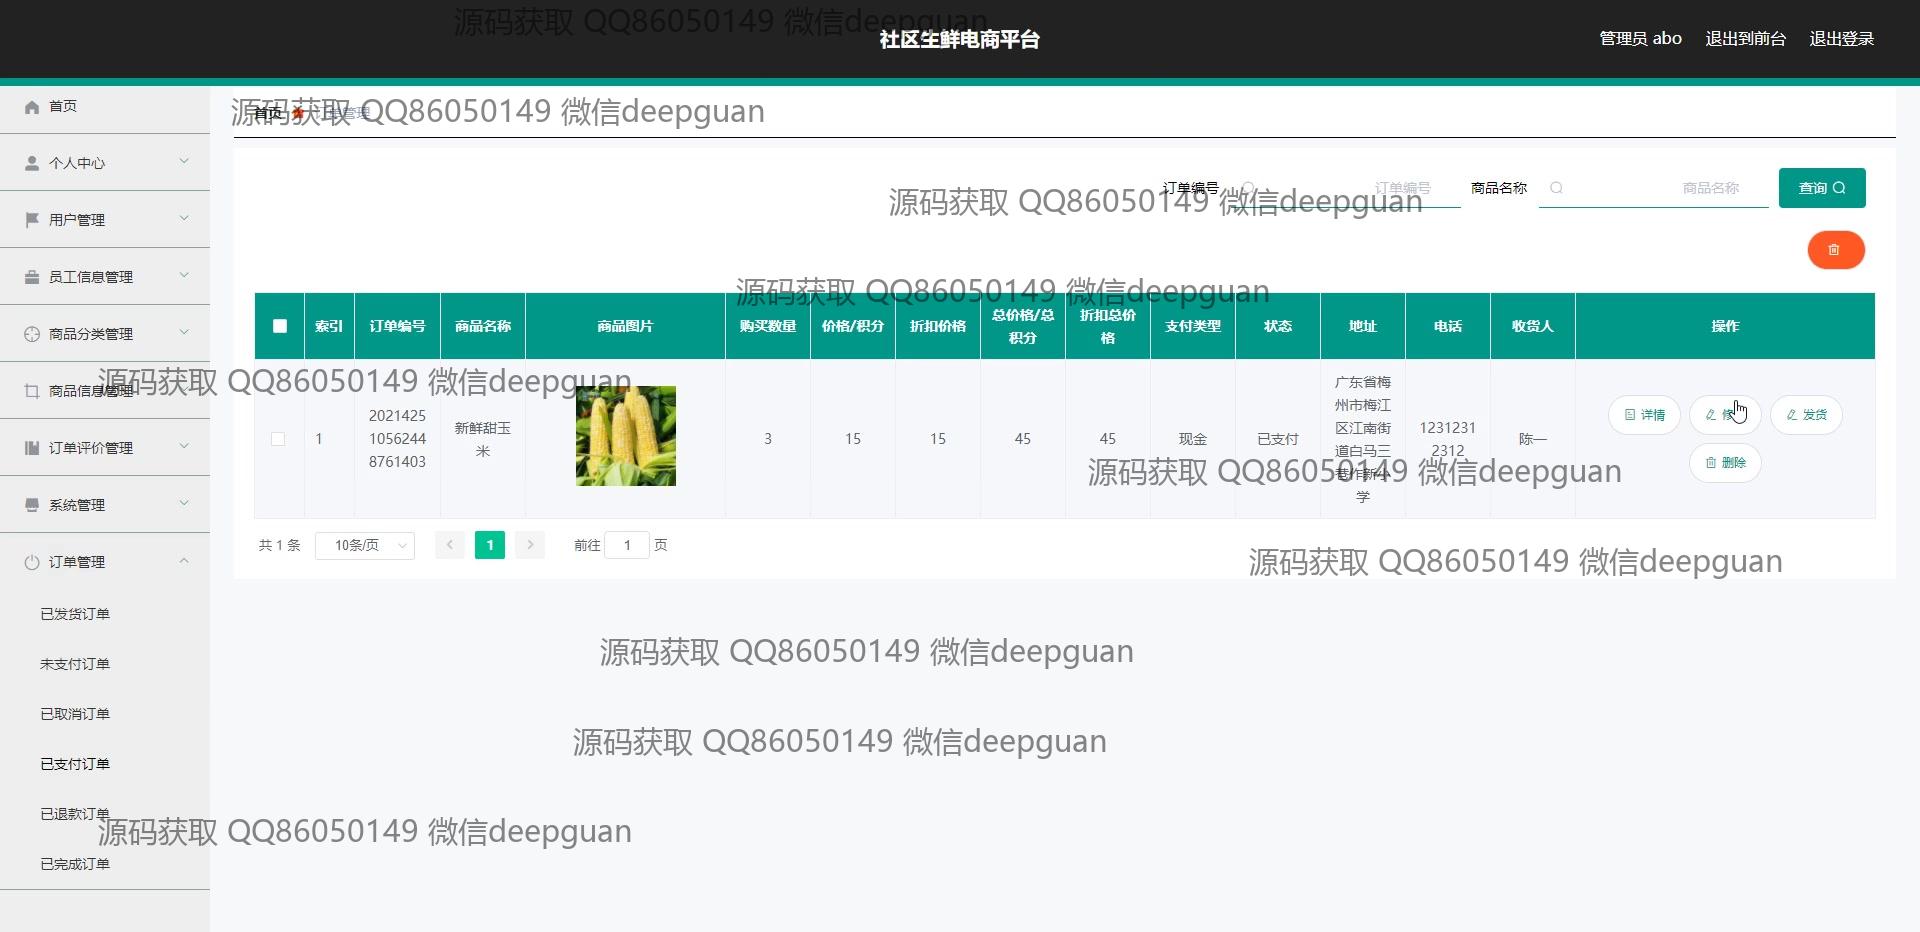 源码获取 QQ86050149 微信deepguan
社区生鲜电商平台
管理员 abo 退出到前台 退出登录
首页
个人中心
用户管理
员工信息管理
商品分类管理
商品信息管理
订单评价管理
系统管理
订单管理
已发货订单
未支付订单
已取消订单
已支付订单
已退款订单
已完成订单
首页 订单管理
源码获取 QQ86050149 微信deepguan
订单编号 订单编号 商品名称 商品名称 查询
源码获取 QQ86050149 微信deepguan
源码获取 QQ86050149 微信deepguan
索引 订单编号 商品名称 商品图片 购买数量 价格/积分 折扣价格 总价格/总 折扣总价 支付类型 状态 地址 电话 收货人 操作
积分 格
源码获取 QQ86050149 微信deepguan
1
2021425
1056244
8761403
新鲜甜玉
米
3 15 15 45 45 现金 已支付
广东省梅
州市梅江
区江南街
道白马三
学
1231231
2312
陈一
详情 发货
删除
源码获取 QQ86050149 微信deepguan
共 1 条 10条/页 1 前往 1 页
源码获取 QQ86050149 微信deepguan
源码获取 QQ86050149 微信deepguan
源码获取 QQ86050149 微信deepguan
源码获取 QQ86050149 微信deepguan